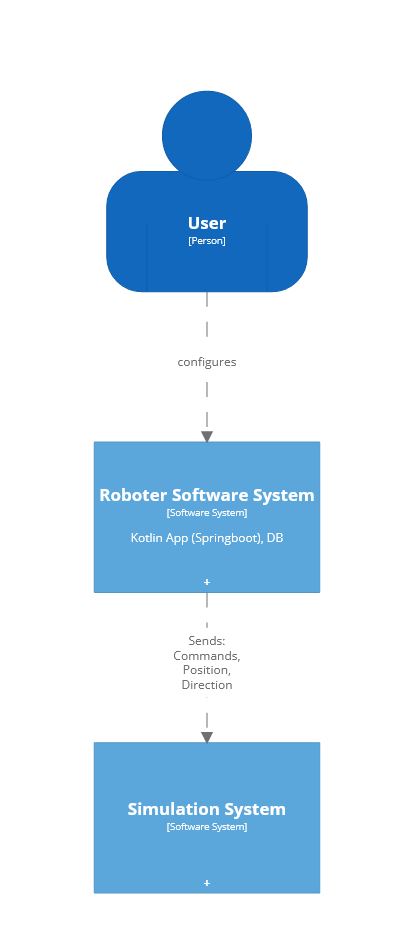 User
[Person]
configures
Roboter Software System
[Software System]
Kotlin App (Springboot), DB
+
Sends:
Commands,
Position,
Direction
Simulation System
[Software System]
+